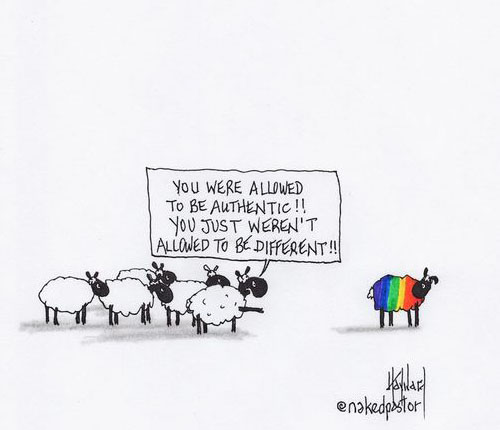 YOU WERE ALLOWED
TO BE AUTHENTIC!!
YOU JUST WEREN'T
ALLOWED TO BE DIFFERENT!!
Hayward
@nakedpastor